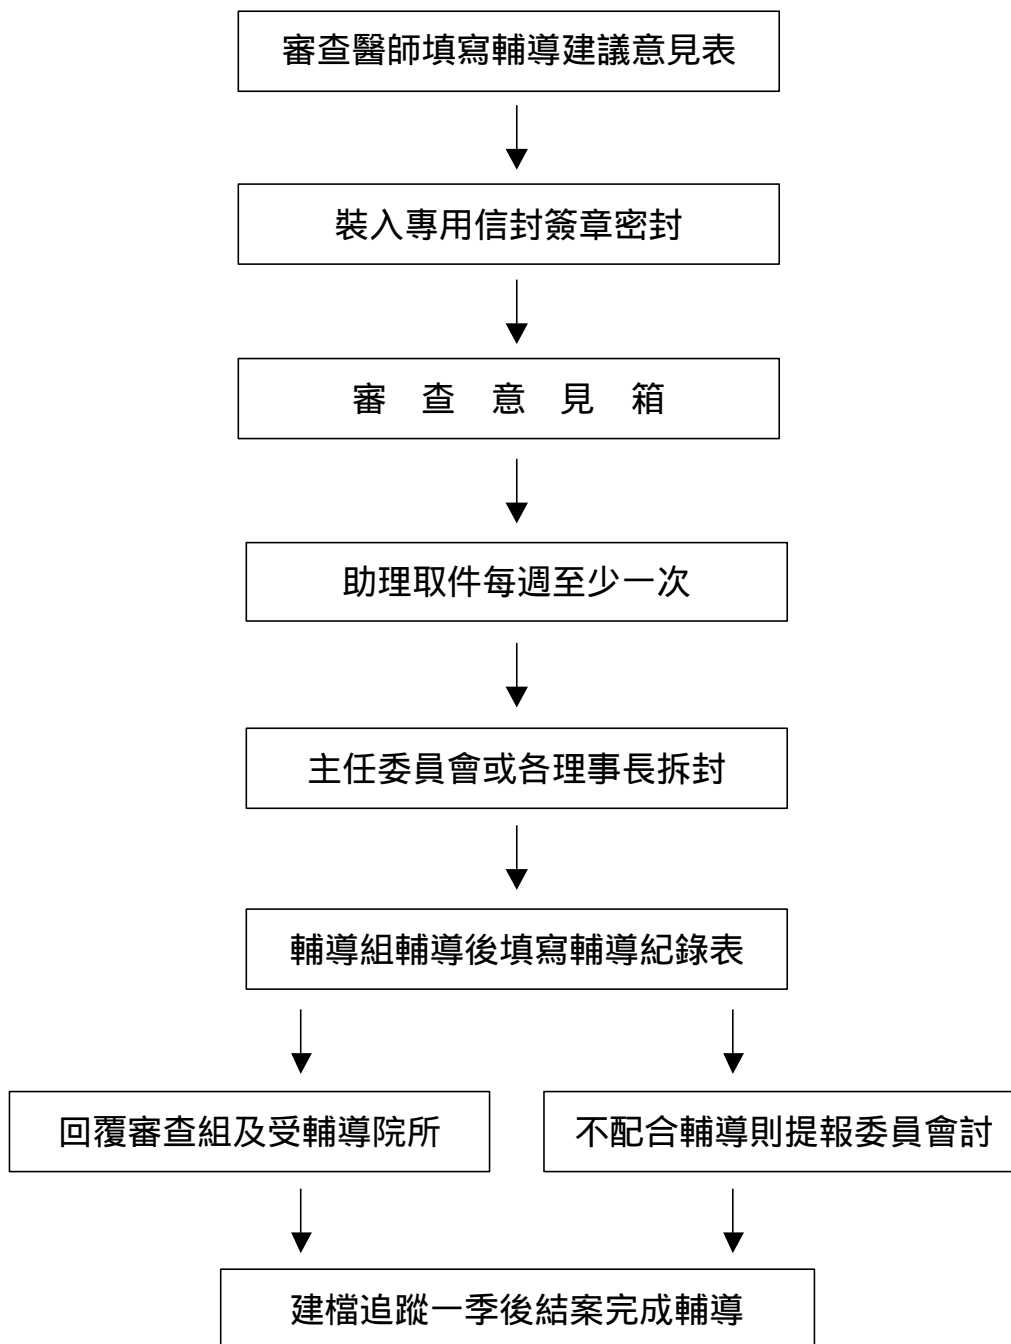 審查醫師填寫輔導建議意見表
裝入專用信封簽章密封
審 查 意 見 箱
助理取件每週至少一次
主任委員會或各理事長拆封
輔導組輔導後填寫輔導紀錄表
回覆審查組及受輔導院所
不配合輔導則提報委員會討
建檔追蹤一季後結案完成輔導